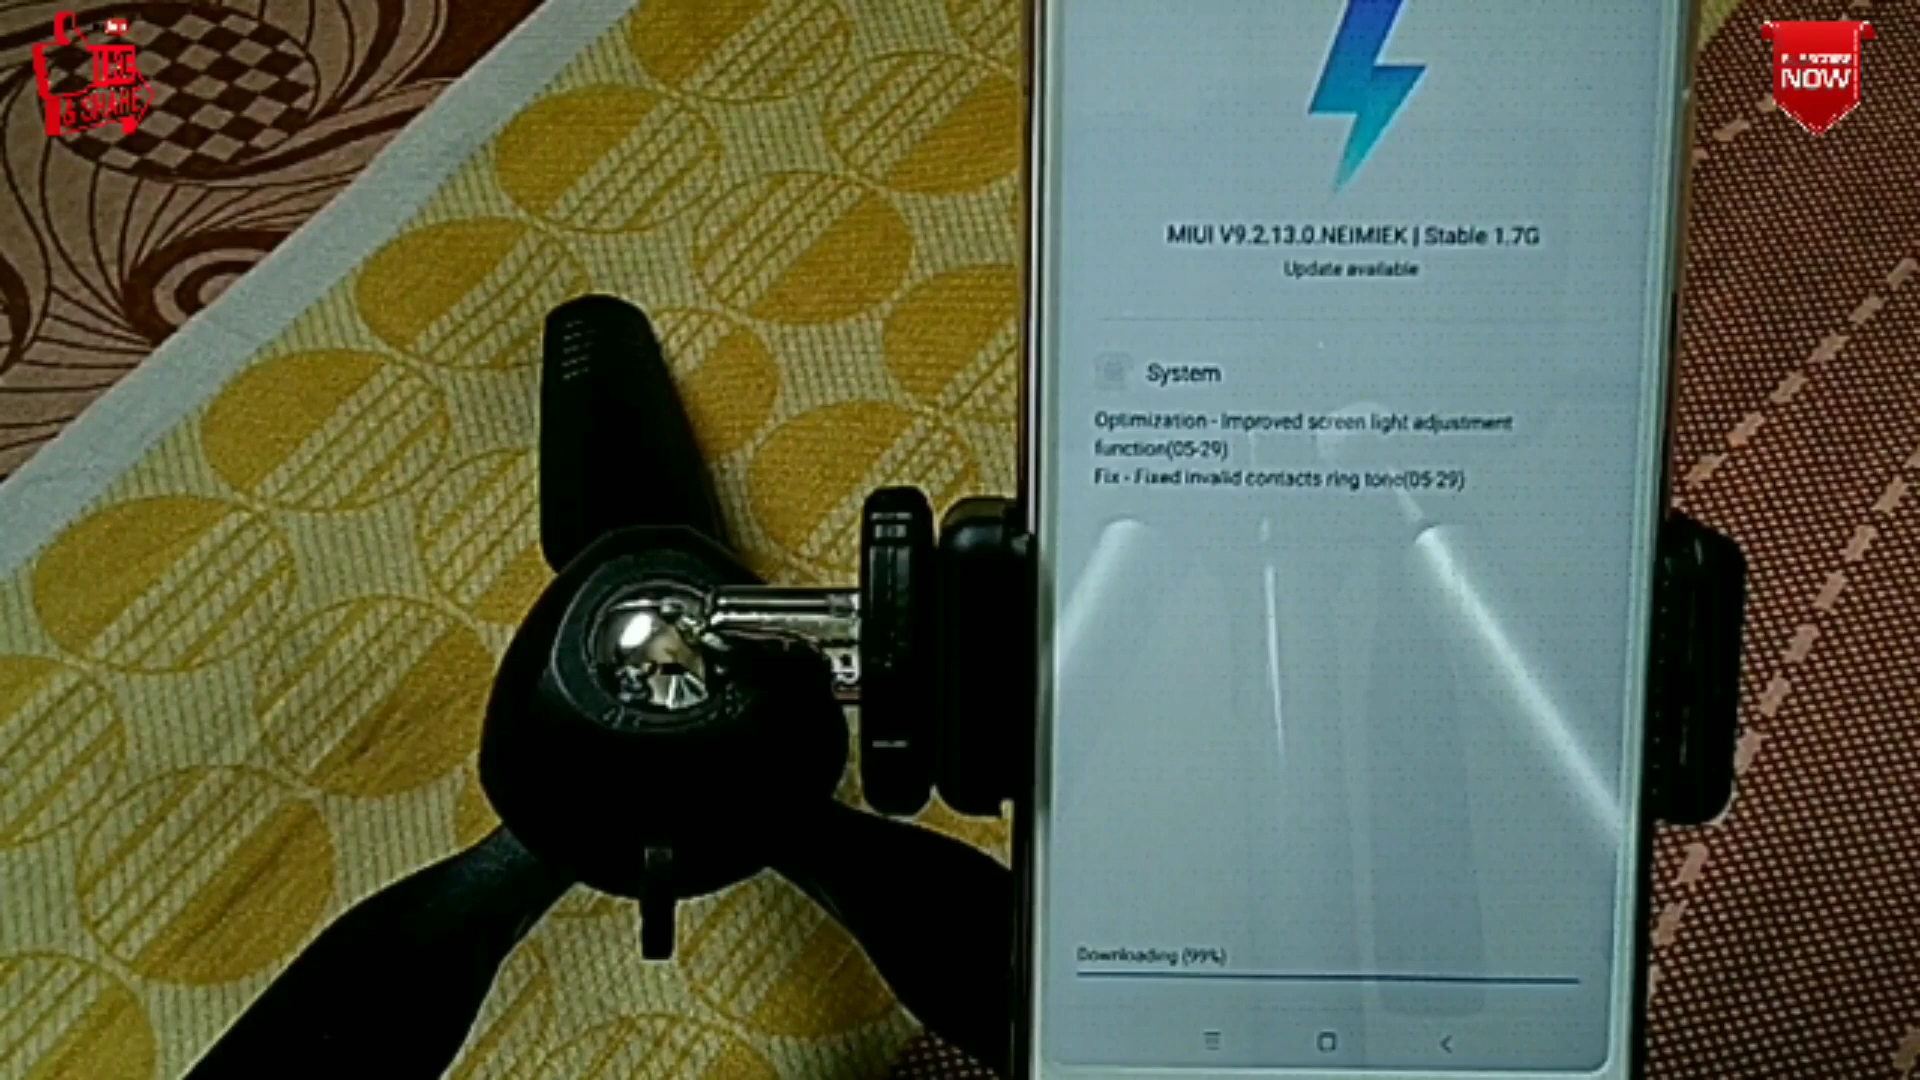 & SHARE
NOW
MIUI V9.2.13.0.NEIMIEK | Stable 1.7G
Update available
System
Optimization - Improved screen light adjustment
function(05-29)
Fix - Fixed invalid contacts ring tone(05-29)
Downloading (99%)